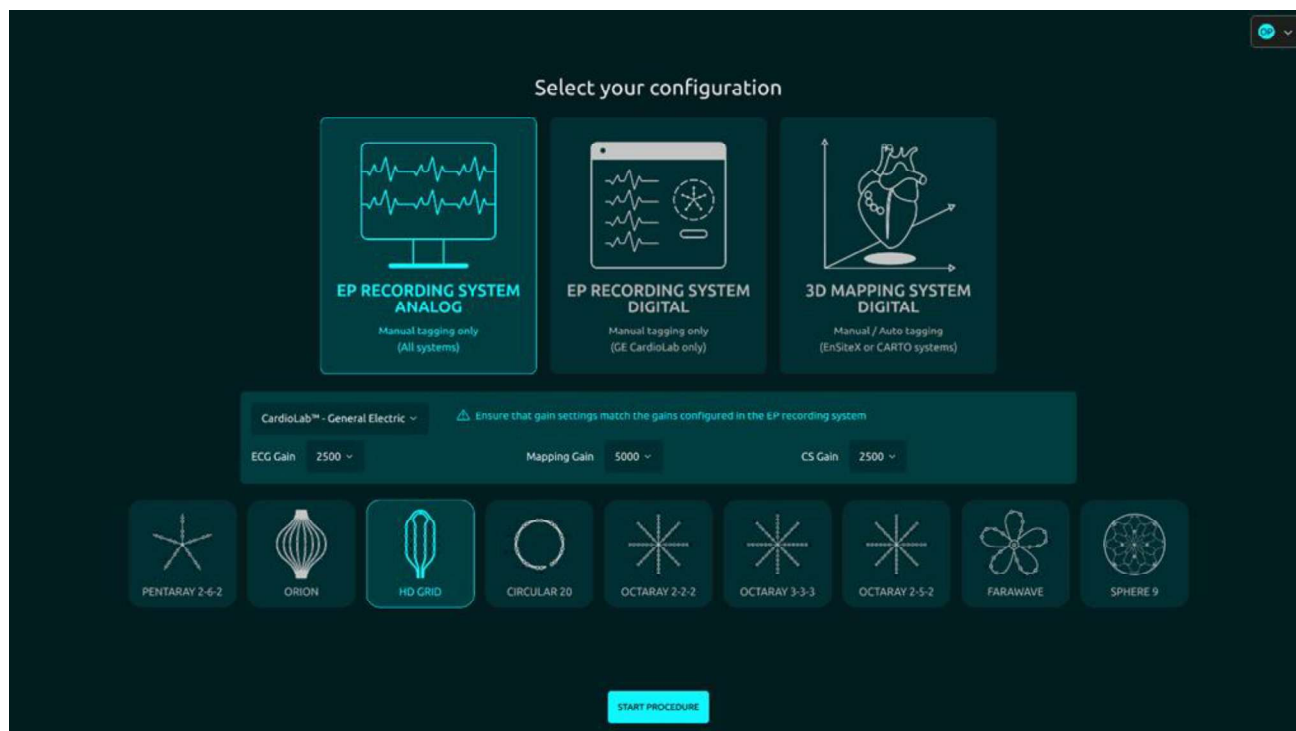 OP
Select your configuration
EP RECORDING SYSTEM
ANALOG
Manual tagging only
(All systems)
EP RECORDING SYSTEM
DIGITAL
Manual tagging only
(GE CardioLab only)
3D MAPPING SYSTEM
DIGITAL
Manual / Auto tagging
(EnSiteX or CARTO systems)
CardioLab™ - General Electric
Ensure that gain settings match the gains configured in the EP recording system
ECG Gain 2500
Mapping Gain 5000
CS Gain 2500
PENTARAY 2-6-2
ORION
HD GRID
CIRCULAR 20
OCTARAY 2-2-2
OCTARAY 3-3-3
OCTARAY 2-5-2
FARAWAVE
SPHERE 9
START PROCEDURE